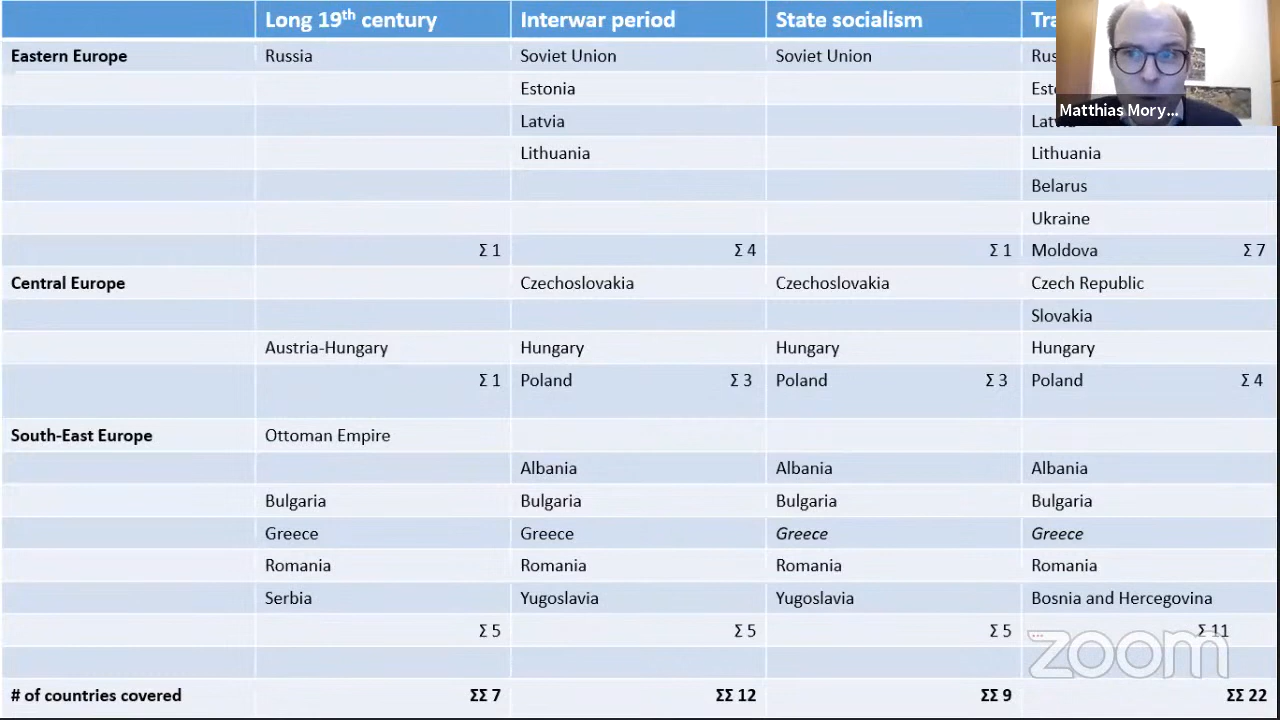 Long 19th century Interwar period State socialism
Eastern Europe Russia Soviet Union Soviet Union
Estonia
Matthias Mory...
Latvia
Lithuania Lithuania
Belarus
Ukraine
Σ 1 Σ 4 Σ 1 Moldova Σ 7
Central Europe Czechoslovakia Czechoslovakia Czech Republic
Slovakia
Austria-Hungary Hungary Hungary Hungary
Σ 1 Poland Σ 3 Poland Σ 3 Poland Σ 4
South-East Europe Ottoman Empire
Albania Albania Albania
Bulgaria Bulgaria Bulgaria Bulgaria
Greece Greece Greece Greece
Romania Romania Romania Romania
Serbia Yugoslavia Yugoslavia Bosnia and Hercegovina
Σ 5 Σ 5 Σ 5 Σ 11
zoom
# of countries covered ΣΣ 7 ΣΣ 12 ΣΣ 9 ΣΣ 22